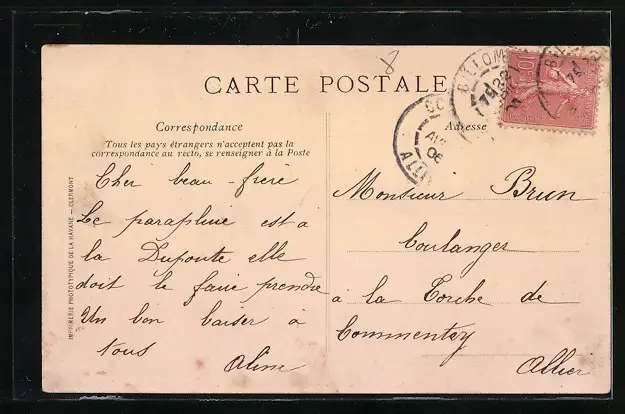 CARTE POSTALE
Correspondance
Tous les pays étrangers n'acceptent pas la
correspondance au recto, se renseigner à la Poste
Cher beau-frère
Le parapluie est a
la Dupoute elle
doit le faire prendre
Un bon baiser à
tous Aline
Adresse
Monsieur Brun
boulanger
à la Torche de
Commentry
Allier
IMPRIMERIE PHOTOTYPIQUE DE LA HAVANE - CLERMONT
BILLOM
10